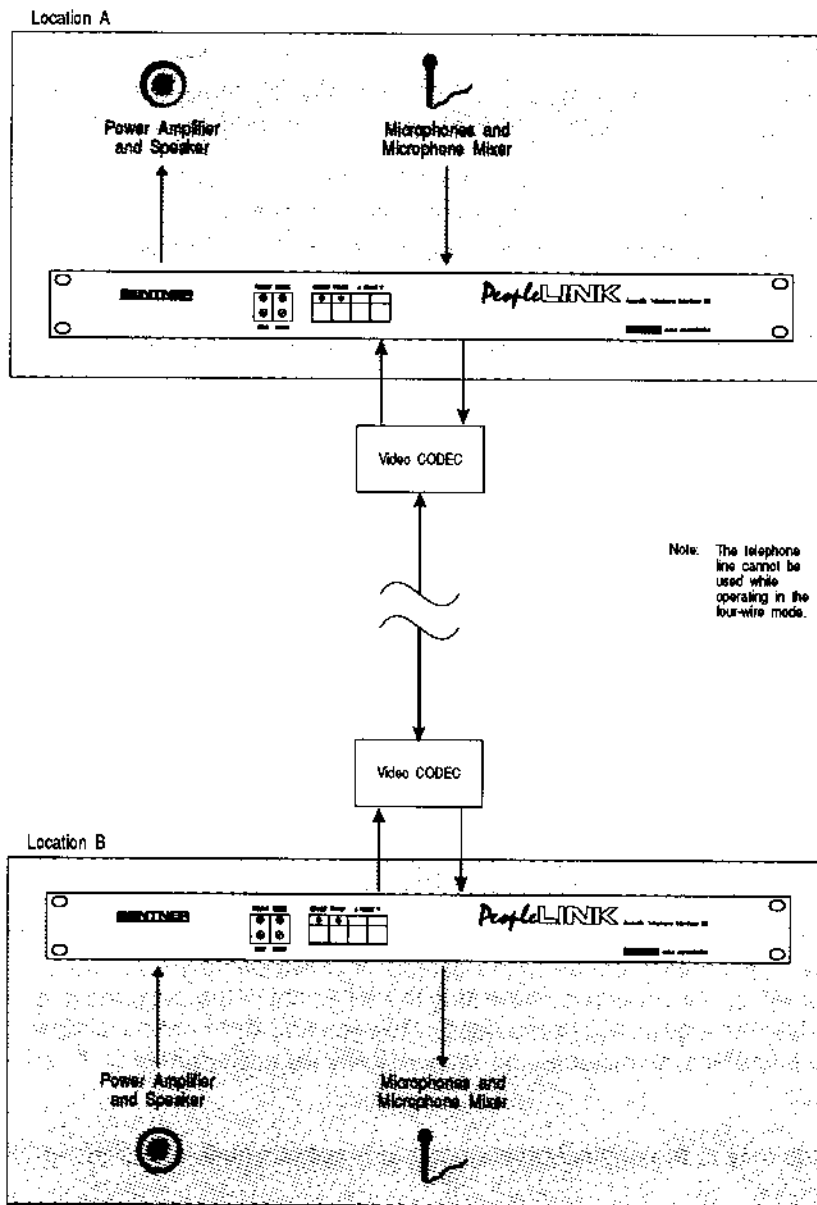 Location A
Power Amplifier
and Speaker
Microphones and
Microphone Mixer
GENTNER
PeopleLINK
Video CODEC
Note: The telephone
line cannot be
used while
operating in the
four-wire mode.
Video CODEC
Location B
GENTNER
PeopleLINK
Power Amplifier
and Speaker
Microphones and
Microphone Mixer